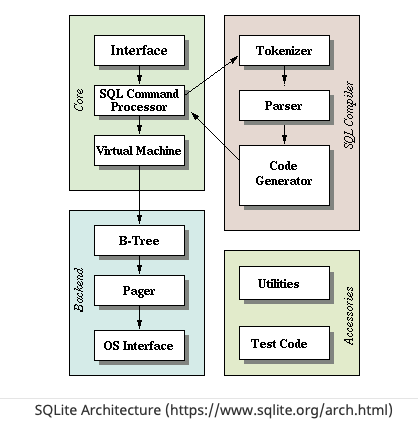 Core
Interface
SQL Command
Processor
Virtual Machine
SQL Compiler
Tokenizer
Parser
Code
Generator
Backend
B-Tree
Pager
OS Interface
Accessories
Utilities
Test Code
SQLite Architecture (https://www.sqlite.org/arch.html)